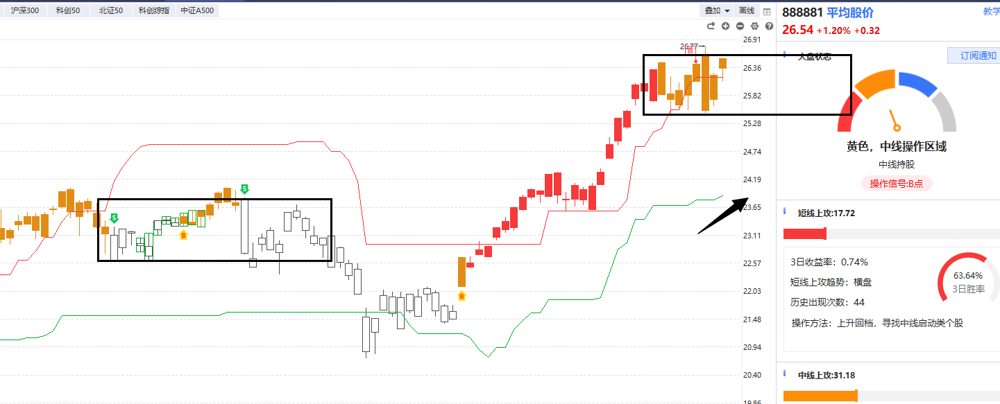 沪深300 科创50 北证50 科创综指 中证A500 叠加 画线
888881 平均股价 教学
26.54 +1.20% +0.32
大盘状态 订阅通知
黄色，中线操作区域
中线持股
操作信号:B点
短线上攻:17.72
3日收益率：0.74%
短线上攻趋势：横盘
历史出现次数：44
操作方法：上升回档，寻找中线启动类个股
63.64%
3日胜率
中线上攻:31.18
26.91
26.36
25.82
25.28
24.74
24.19
23.65
23.11
22.57
22.03
21.48
20.94
20.40
19.86
26.77
S
S
B
B